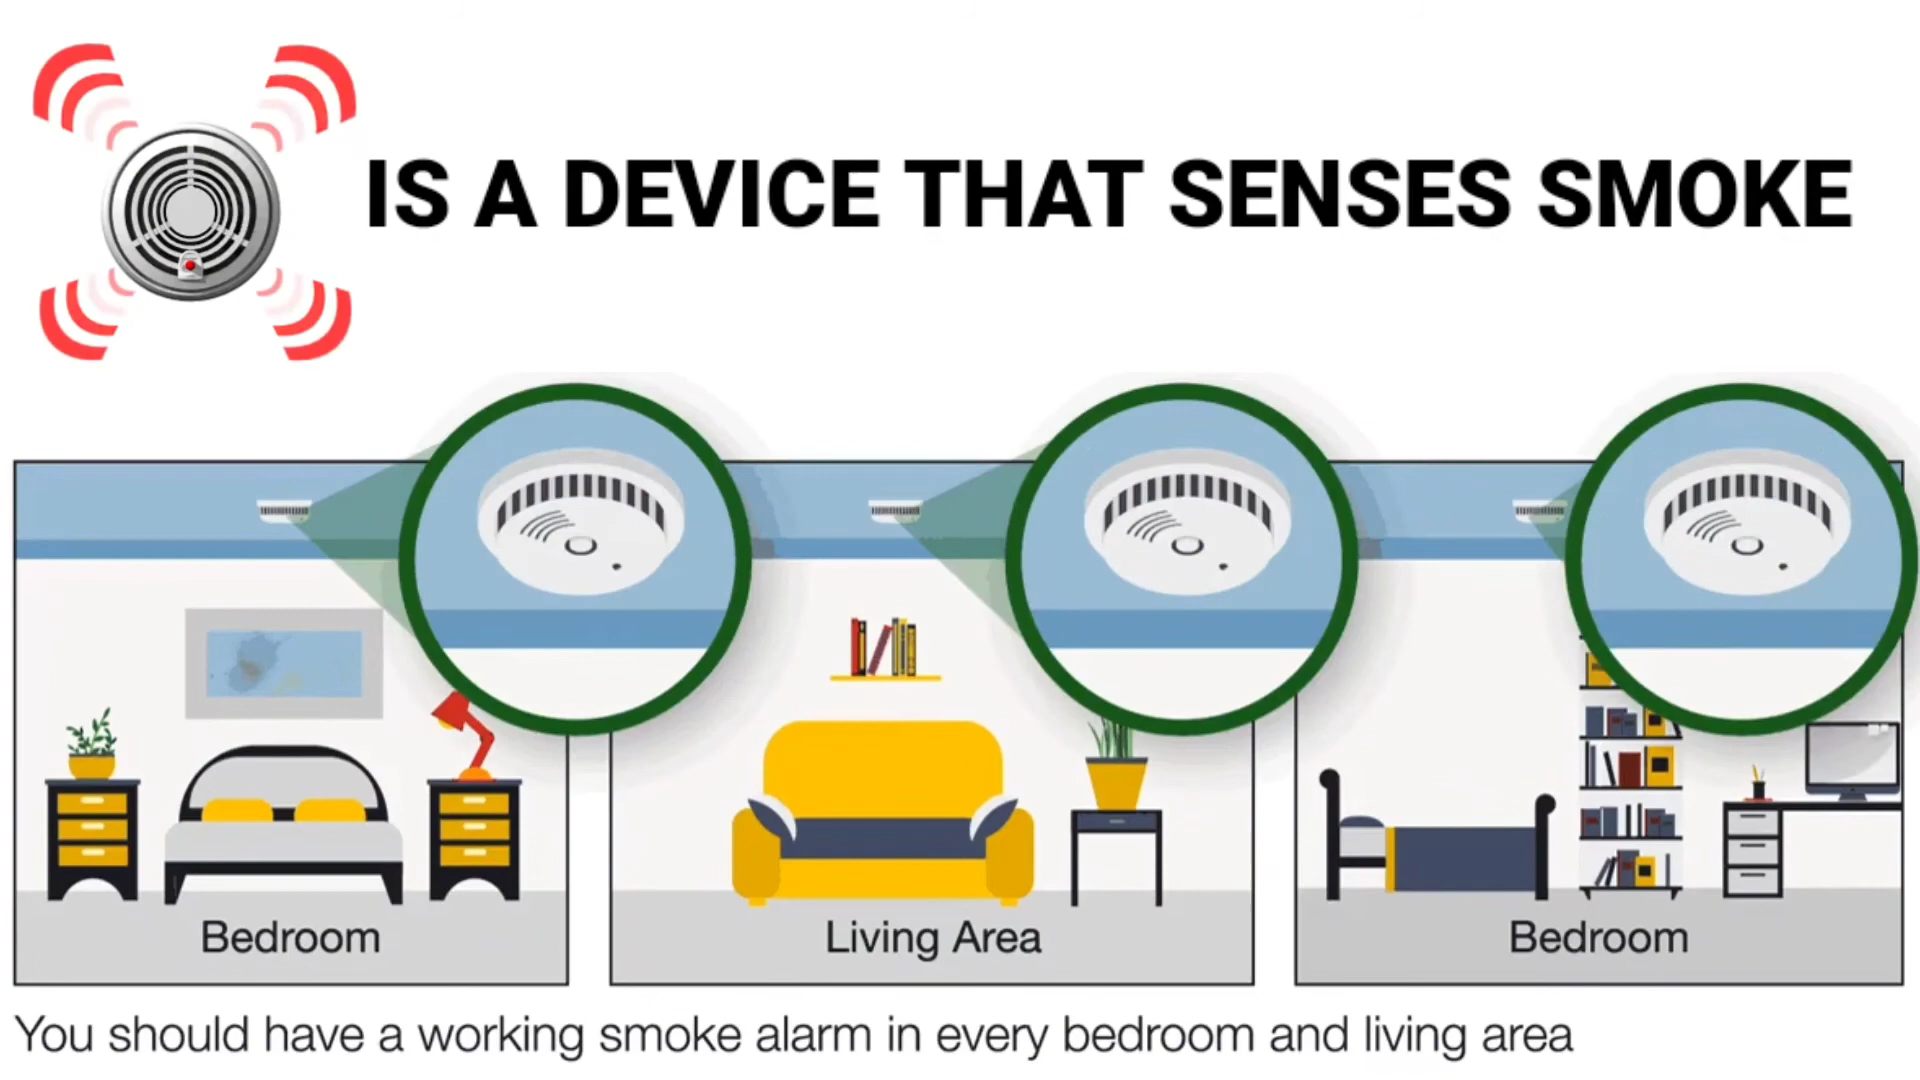 IS A DEVICE THAT SENSES SMOKE
Bedroom
Living Area
Bedroom
You should have a working smoke alarm in every bedroom and living area